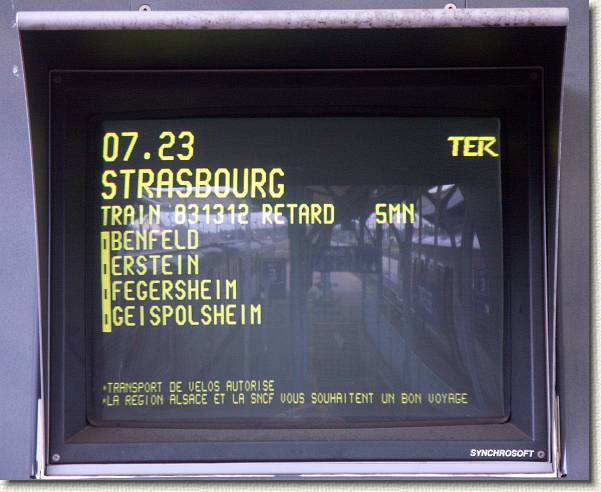 07.23 TER
STRASBOURG
TRAIN 831312 RETARD 5MN
BENFELD
ERSTEIN
FEGERSHEIM
GEISPOLSHEIM
*TRANSPORT DE VELOS AUTORISE
*LA REGION ALSACE ET LA SNCF VOUS SOUHAITENT UN BON VOYAGE
SYNCHROSOFT